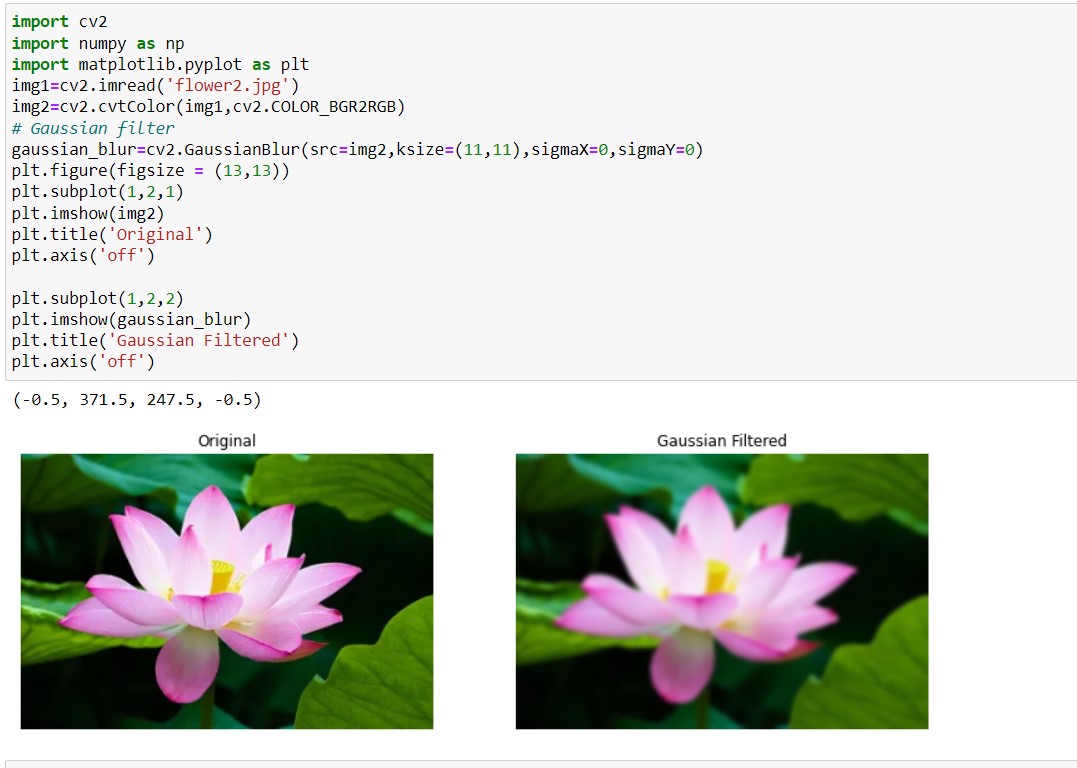 import cv2
import numpy as np
import matplotlib.pyplot as plt
img1=cv2.imread('flower2.jpg')
img2=cv2.cvtColor(img1,cv2.COLOR_BGR2RGB)
# Gaussian filter
gaussian_blur=cv2.GaussianBlur(src=img2,ksize=(11,11),sigmaX=0,sigmaY=0)
plt.figure(figsize = (13,13))
plt.subplot(1,2,1)
plt.imshow(img2)
plt.title('Original')
plt.axis('off')
plt.subplot(1,2,2)
plt.imshow(gaussian_blur)
plt.title('Gaussian Filtered')
plt.axis('off')
(-0.5, 371.5, 247.5, -0.5)
Original
Gaussian Filtered